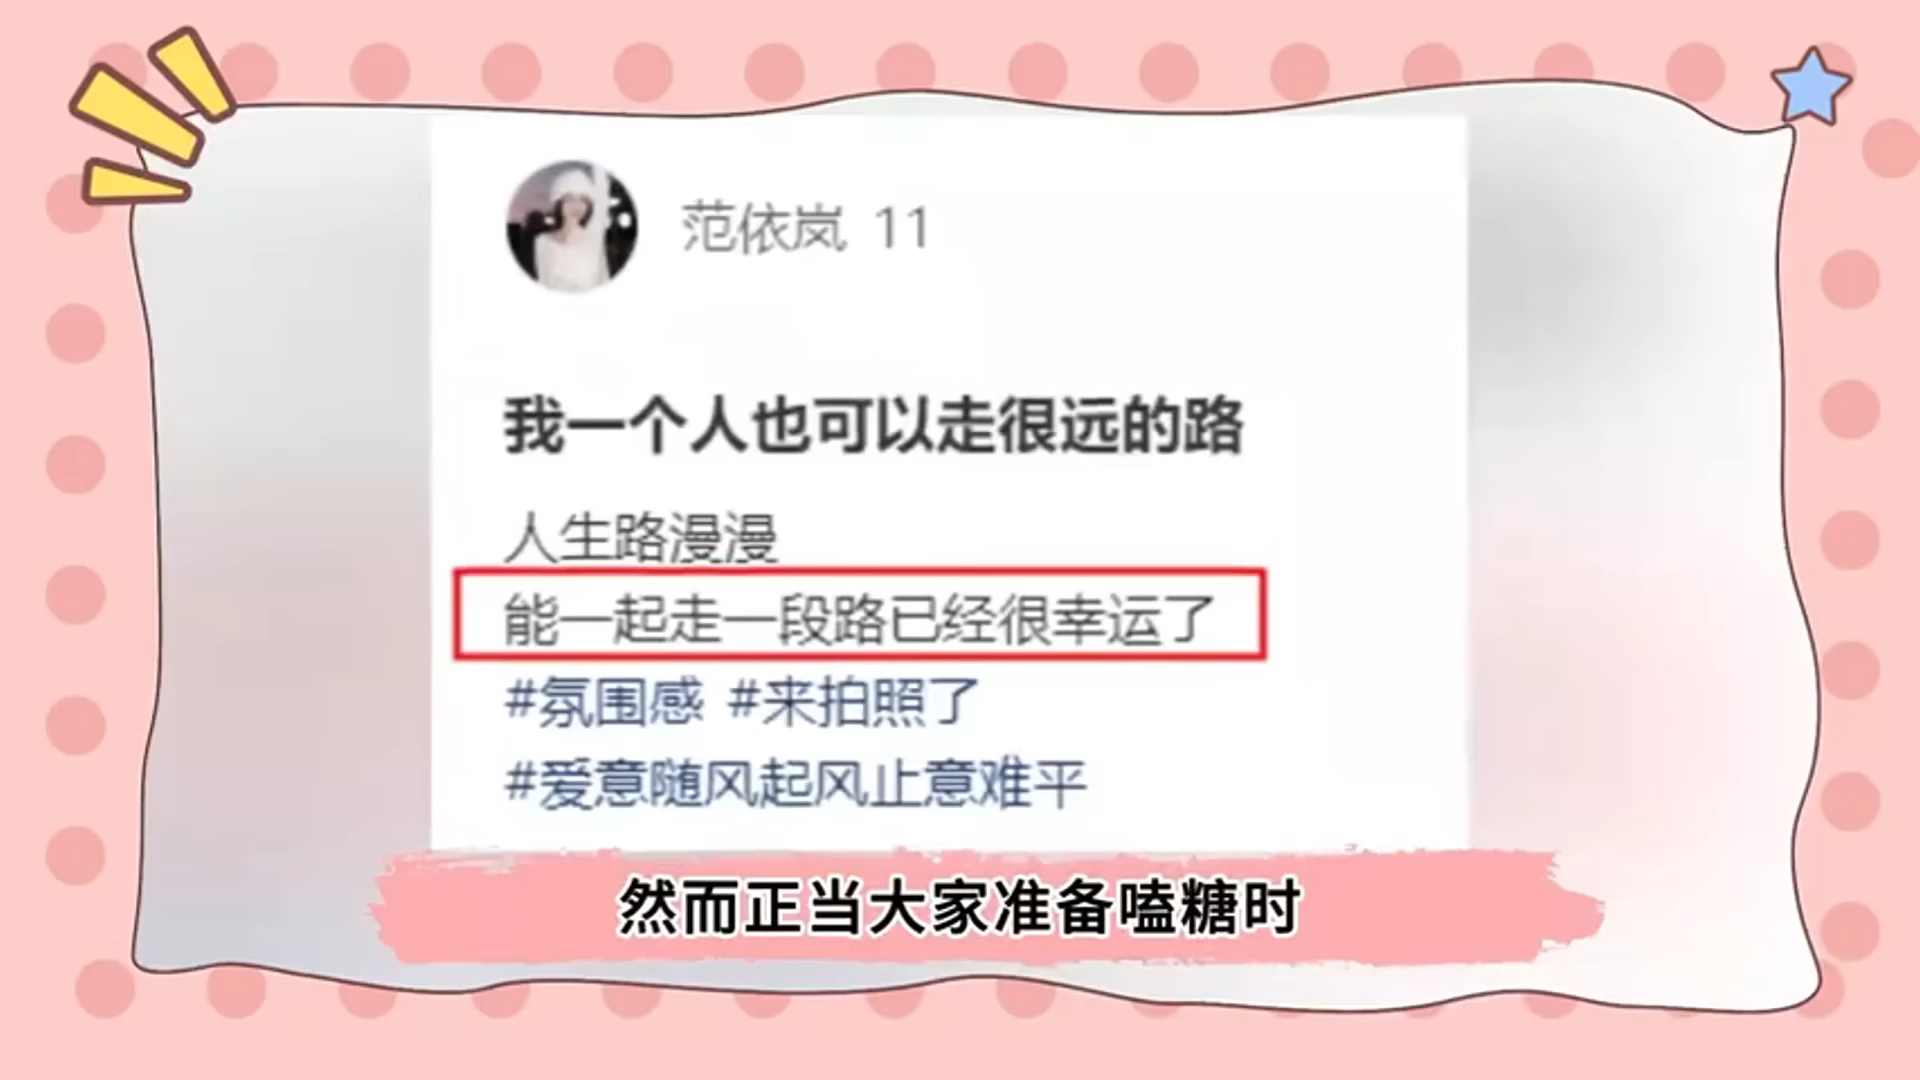 范依岚 11
我一个人也可以走很远的路
人生路漫漫
能一起走一段路已经很幸运了
#氛围感 #来拍照了
#爱意随风起风止意难平
然而正当大家准备嗑糖时